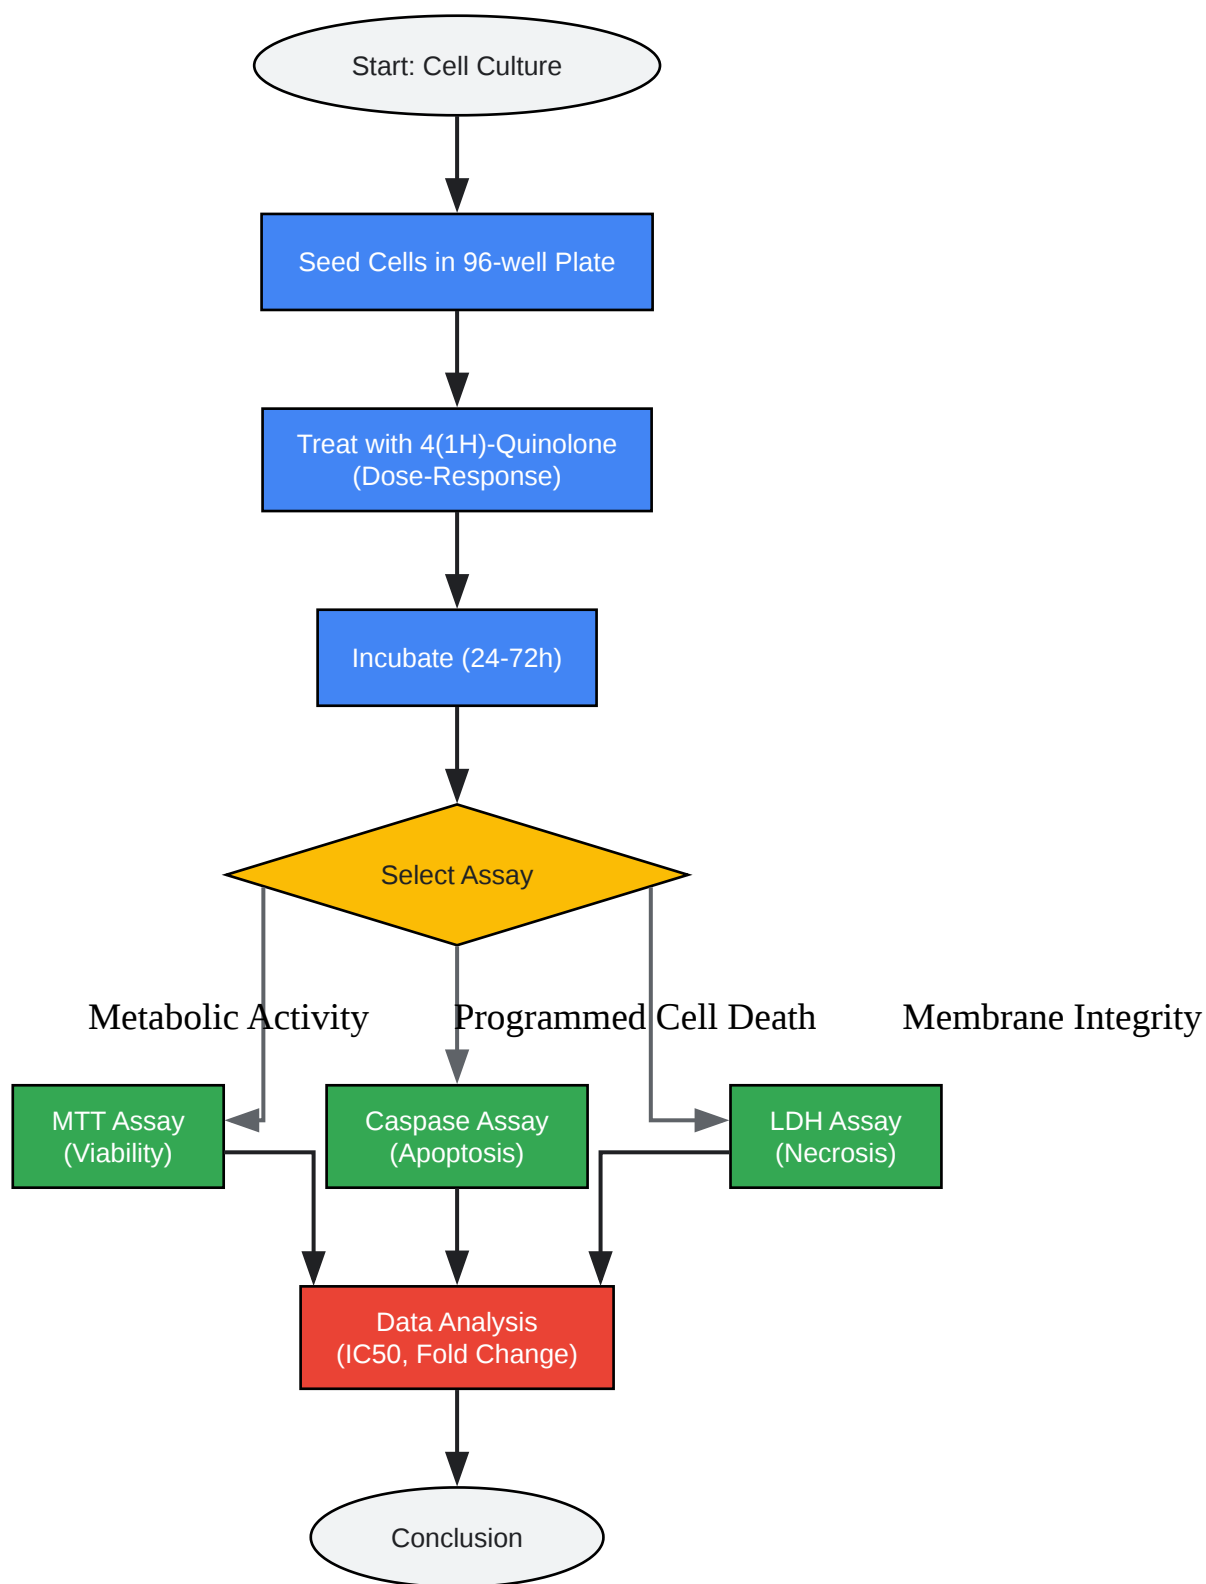 Start: Cell Culture
Seed Cells in 96-well Plate
Treat with 4(1H)-Quinolone
(Dose-Response)
Incubate (24-72h)
Select Assay
Metabolic Activity
Programmed Cell Death
Membrane Integrity
MTT Assay
(Viability)
Caspase Assay
(Apoptosis)
LDH Assay
(Necrosis)
Data Analysis
(IC50, Fold Change)
Conclusion